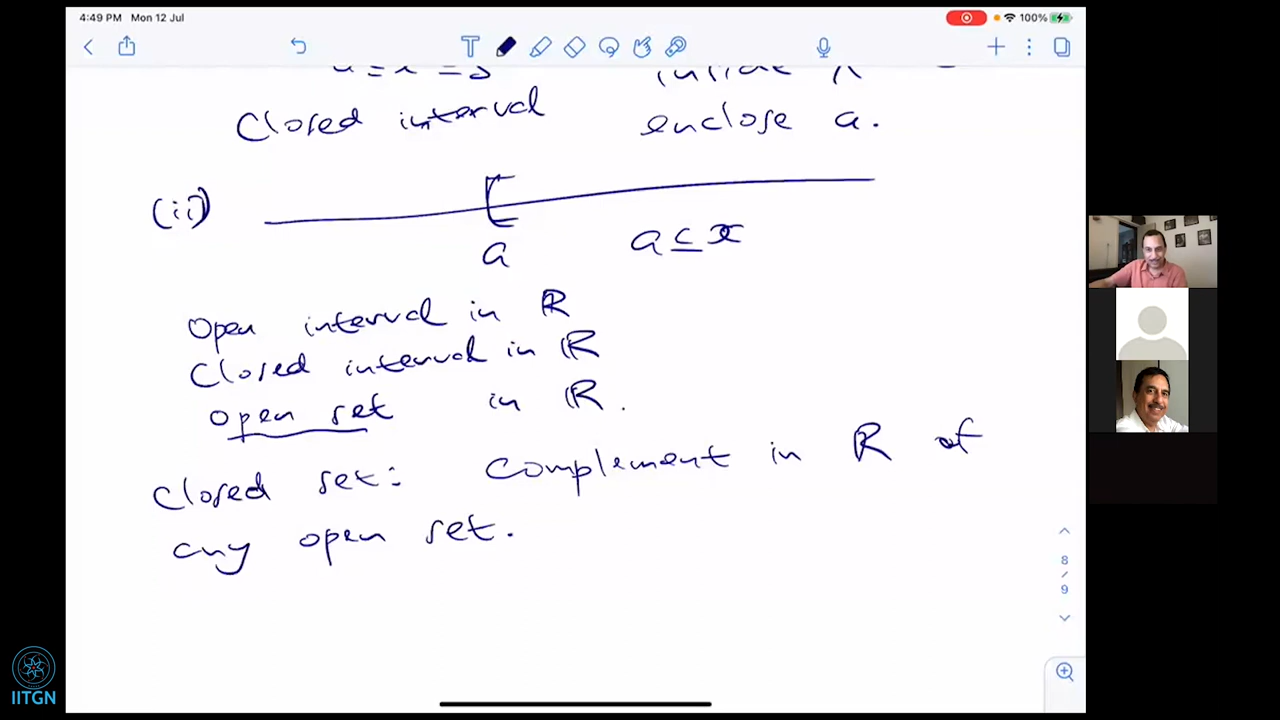 4:49 PM Mon 12 Jul
100%
Closed interval
enclose a.
(ii)
a
a ≤ x
Open interval in ℝ
Closed interval in ℝ
open set in ℝ.
Closed set: complement in ℝ of
any open set.
8
/
9
IITGN